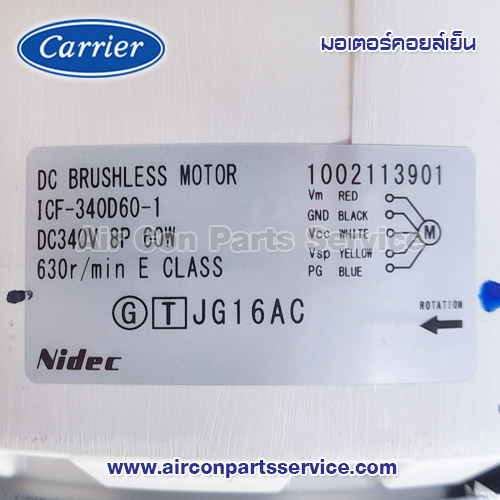 Carrier
มอเตอร์คอยล์เย็น
DC BRUSHLESS MOTOR
ICF-340D60-1
DC340V 8P 60W
630r/min E CLASS
G T JG16AC
Nidec
1002113901
Vm RED
GND BLACK
Vcc WHITE
Vsp YELLOW
PG BLUE
M
ROTATION
Air Con Parts Service
www.airconpartsservice.com